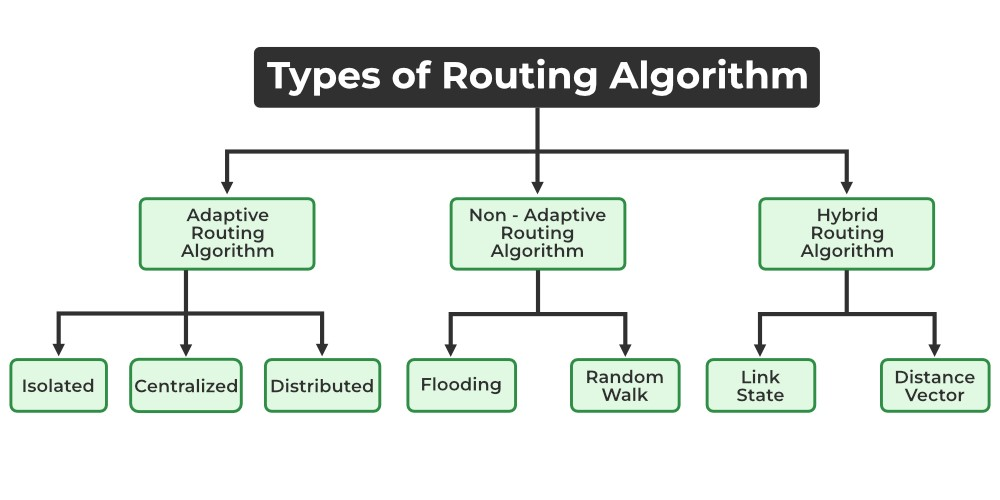 Types of Routing Algorithm
Adaptive
Routing
Algorithm
Non - Adaptive
Routing
Algorithm
Hybrid
Routing
Algorithm
Isolated
Centralized
Distributed
Flooding
Random
Walk
Link
State
Distance
Vector